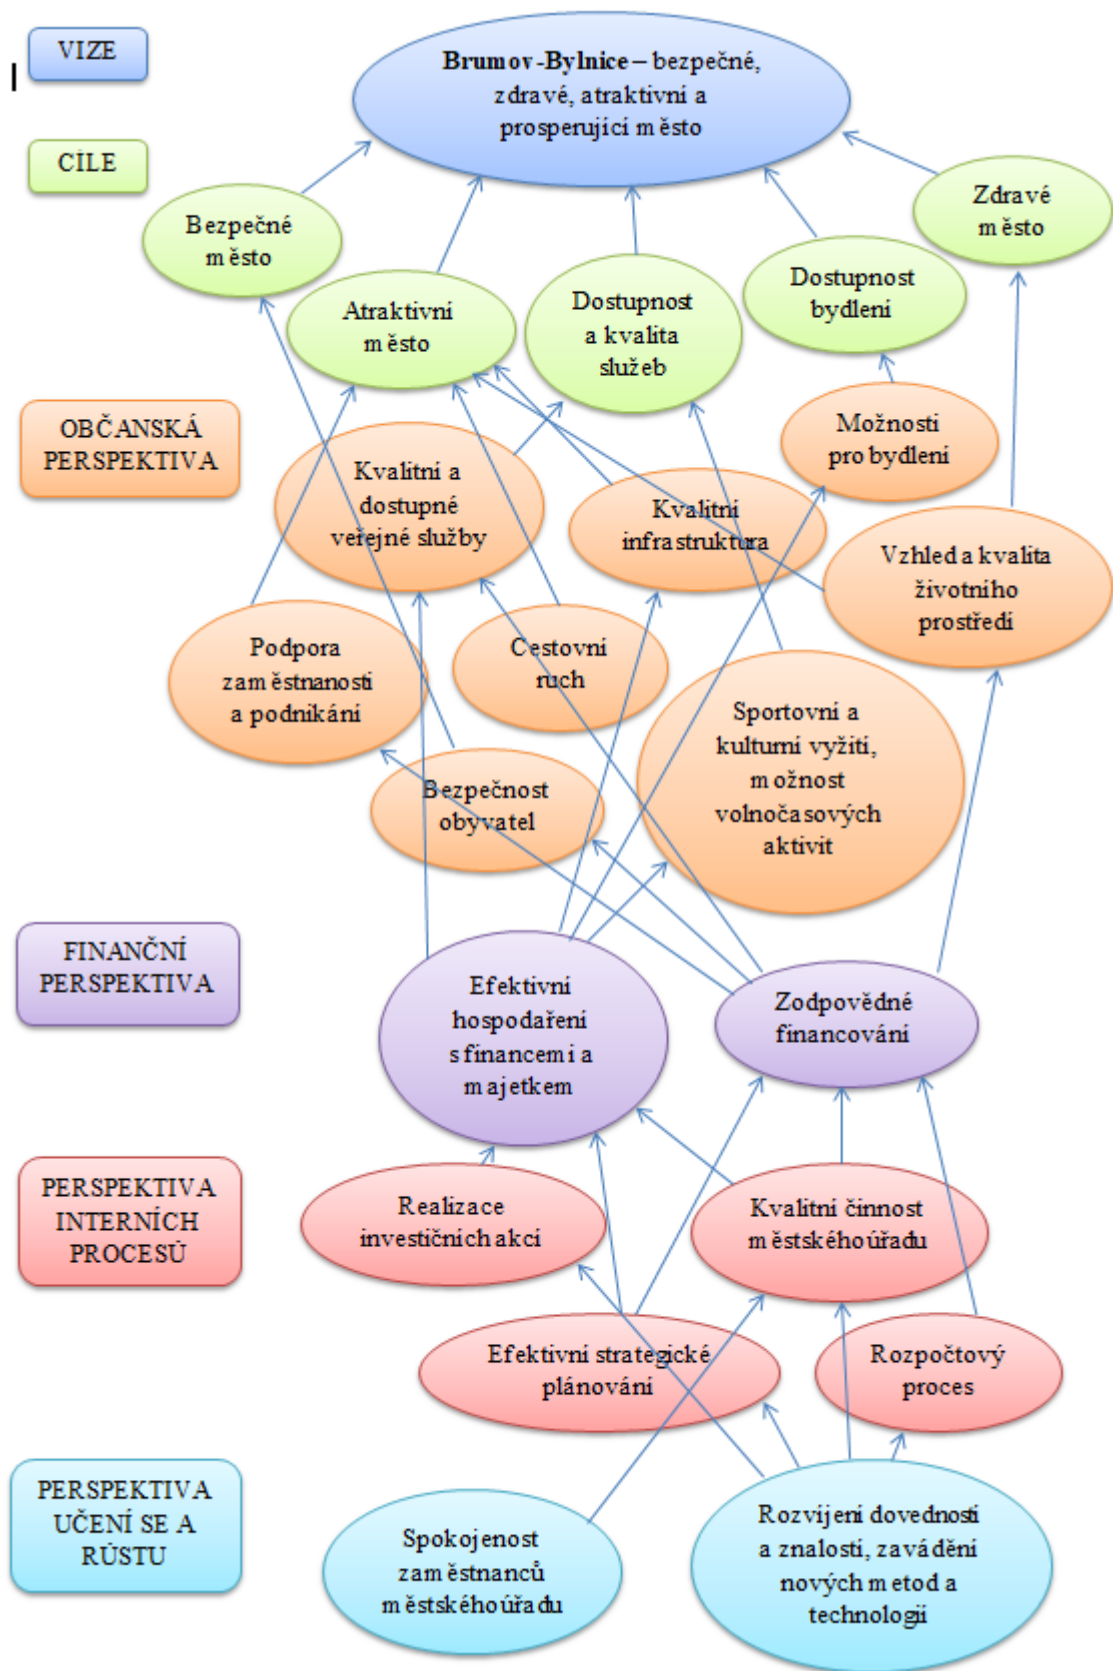 VIZE
Brumov-Bylnice – bezpečné,
zdravé, atraktivní a
prosperující město
CÍLE
Bezpečné
město
Atraktivní
město
Dostupnost
a kvalita
služeb
Dostupnost
bydlení
Zdravé
město
OBČANSKÁ
PERSPEKTIVA
Kvalitní a
dostupné
veřejné služby
Kvalitní
infrastruktura
Možnosti
pro bydlení
Vzhled a kvalita
životního
prostředí
Podpora
zaměstnanosti
a podnikání
Cestovní
ruch
Bezpečnost
obyvatel
Sportovní a
kulturní vyžití,
možnost
volnočasových
aktivit
FINANČNÍ
PERSPEKTIVA
Efektivní
hospodaření
s financemi a
majetkem
Zodpovědné
financování
PERSPEKTIVA
INTERNÍCH
PROCESŮ
Realizace
investičních akcí
Kvalitní činnost
městského úřadu
Efektivní strategické
plánování
Rozpočtový
proces
PERSPEKTIVA
UČENÍ SE A
RŮSTU
Spokojenost
zaměstnanců
městského úřadu
Rozvíjení dovedností
a znalostí, zavádění
nových metod a
technologií